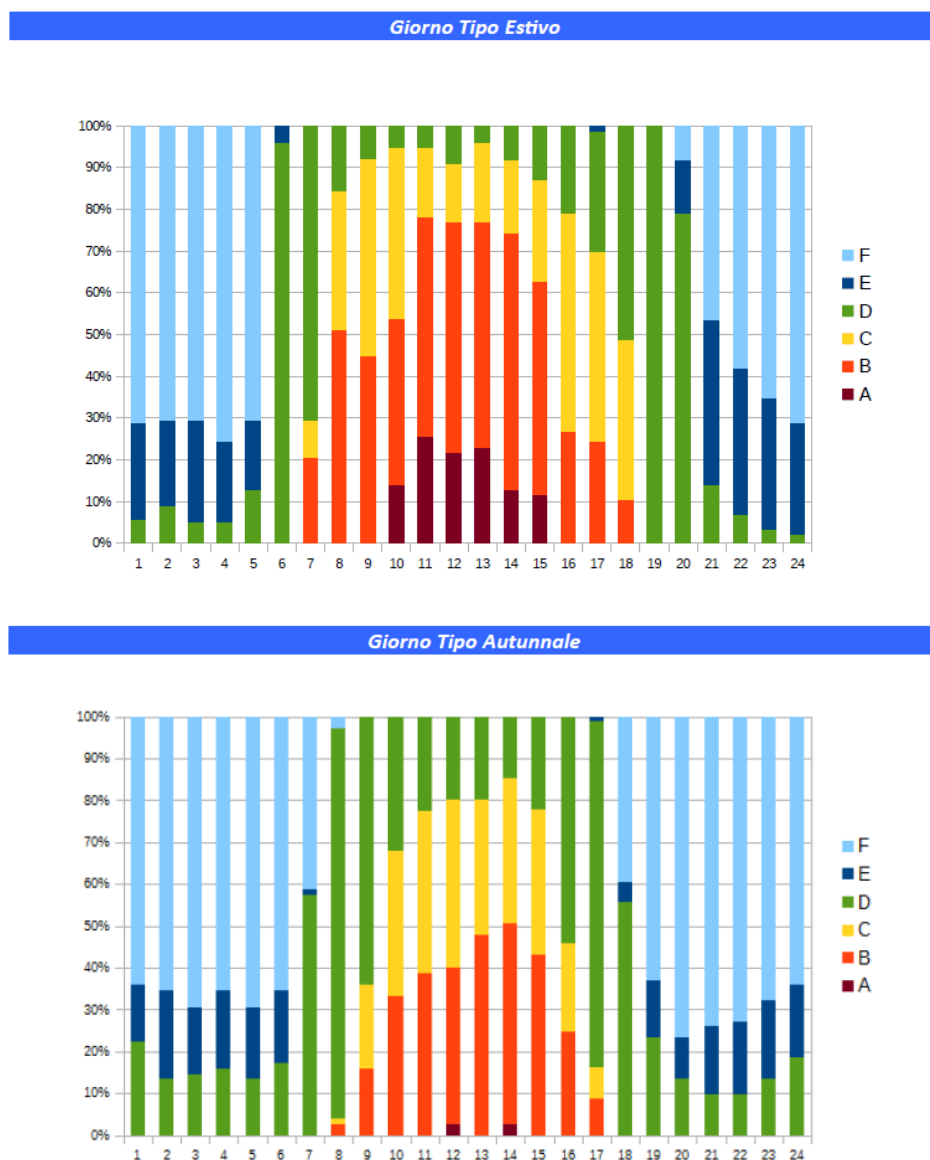 Giorno Tipo Estivo
100%
90%
80%
70%
60%
50%
40%
30%
20%
10%
0%
1 2 3 4 5 6 7 8 9 10 11 12 13 14 15 16 17 18 19 20 21 22 23 24
F
E
D
C
B
A
Giorno Tipo Autunnale
100%
90%
80%
70%
60%
50%
40%
30%
20%
10%
0%
1 2 3 4 5 6 7 8 9 10 11 12 13 14 15 16 17 18 19 20 21 22 23 24
F
E
D
C
B
A